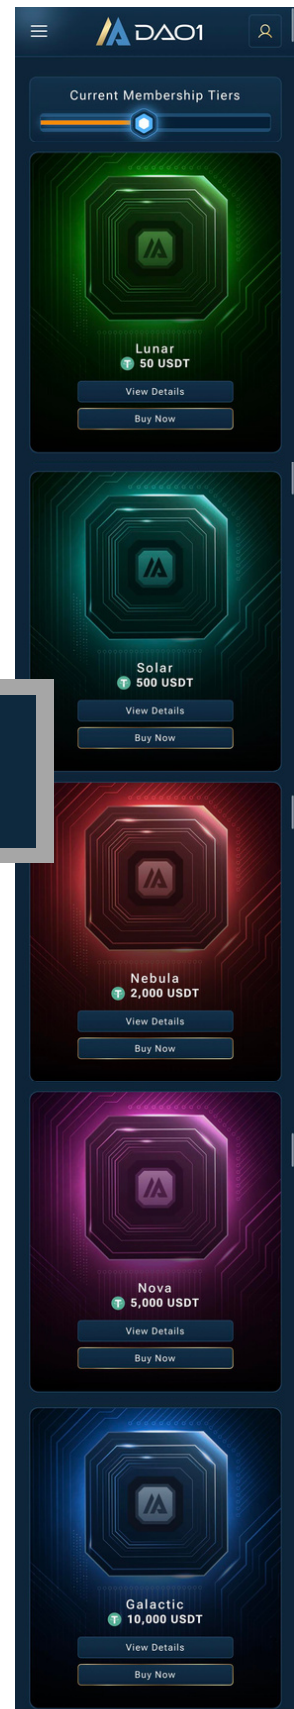 DAO1
Current Membership Tiers
Lunar
50 USDT
View Details
Buy Now
Solar
500 USDT
View Details
Buy Now
Nebula
2,000 USDT
View Details
Buy Now
Nova
5,000 USDT
View Details
Buy Now
Galactic
10,000 USDT
View Details
Buy Now